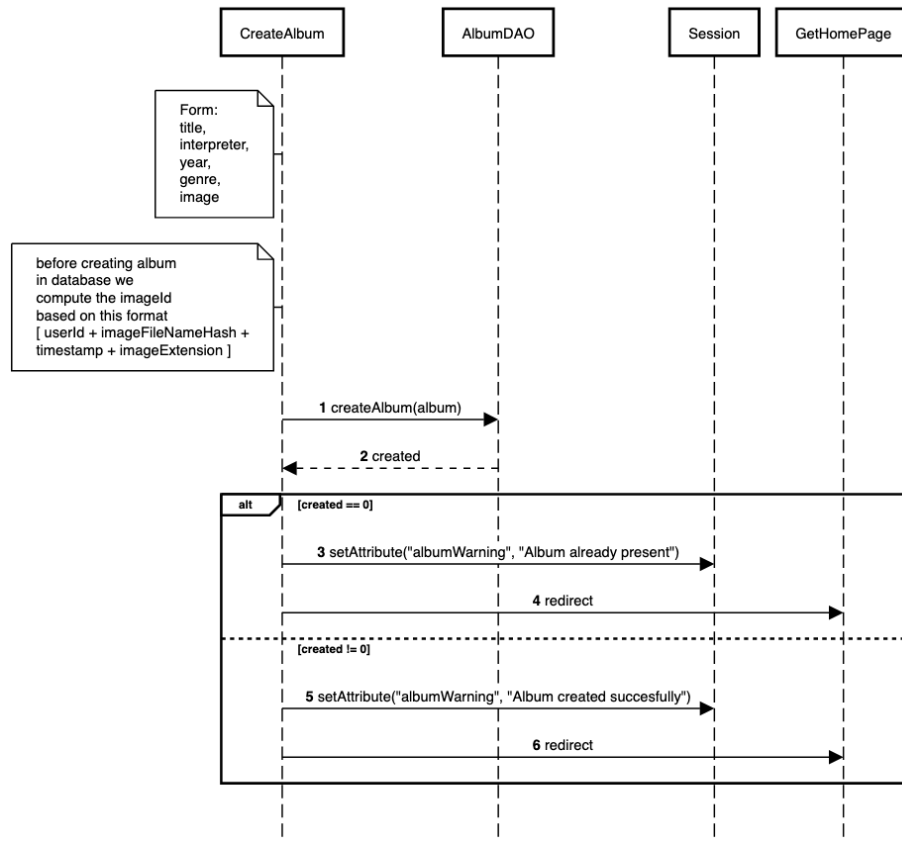 CreateAlbum
AlbumDAO
Session
GetHomePage
Form:
title,
interpreter,
year,
genre,
image
before creating album
in database we
compute the imageId
based on this format
[ userId + imageFileNameHash +
timestamp + imageExtension ]
1 createAlbum(album)
2 created
alt [created == 0]
3 setAttribute("albumWarning", "Album already present")
4 redirect
[created != 0]
5 setAttribute("albumWarning", "Album created succesfully")
6 redirect